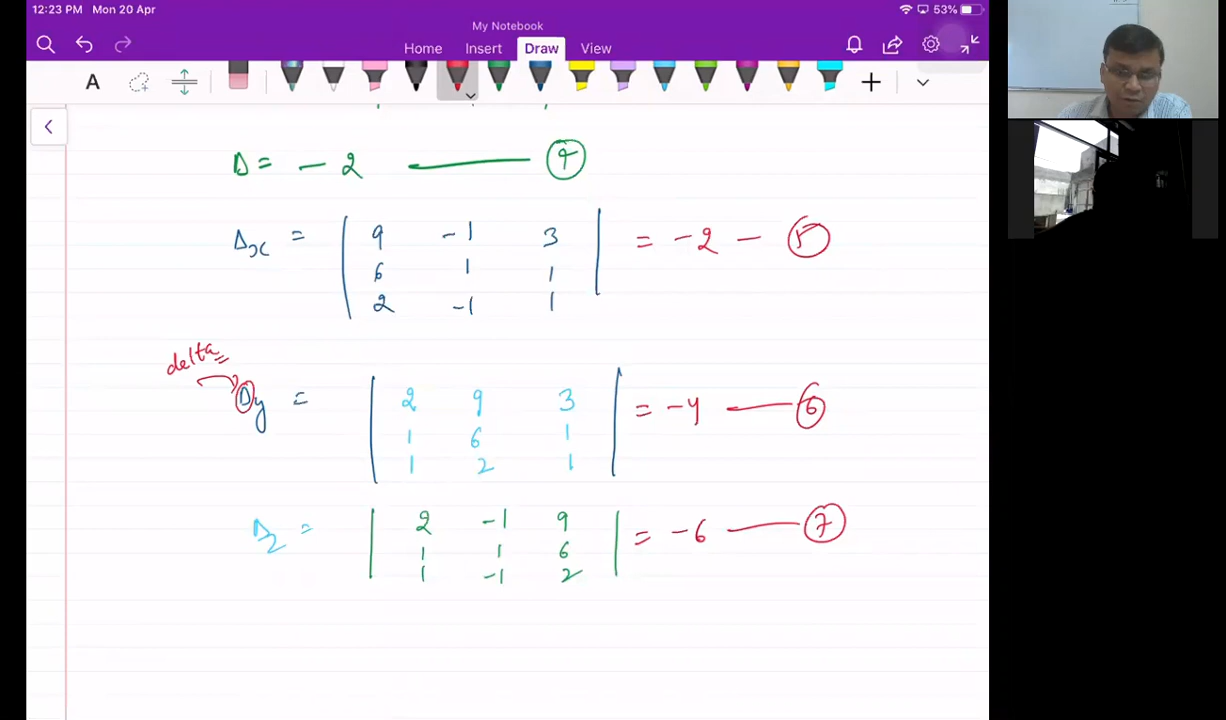 12:23 PM Mon 20 Apr
53%
My Notebook
Home Insert Draw View
A
Δ = - 2 ④
Δx = | 9 -1 3 | = -2 - ⑤
6 1 1
2 -1 1
delta
Δy = | 2 9 3 | = -4 ⑥
1 6 1
1 2 1
Δz = | 2 -1 9 | = -6 ⑦
1 1 6
1 -1 2